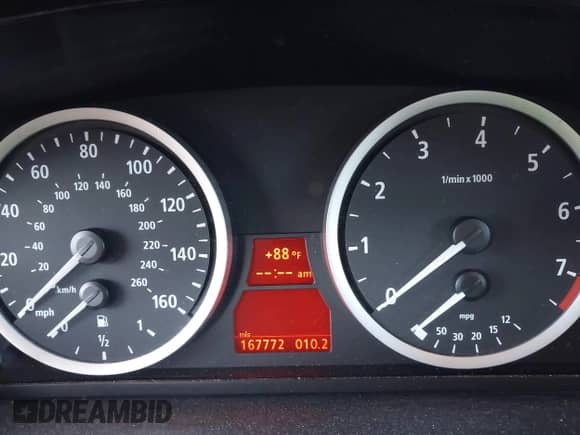 20 40 60 80 100 120 140 160
20 40 60 80 100 120 140 160 180 200 220 240 260
km/h
0 mph
0 1/2 1
+88 °F
--:-- am
mls
167772 010.2
0 1 2 3 4 5 6 7
1/min x 1000
mpg
50 30 20 15 12
DREAMBID